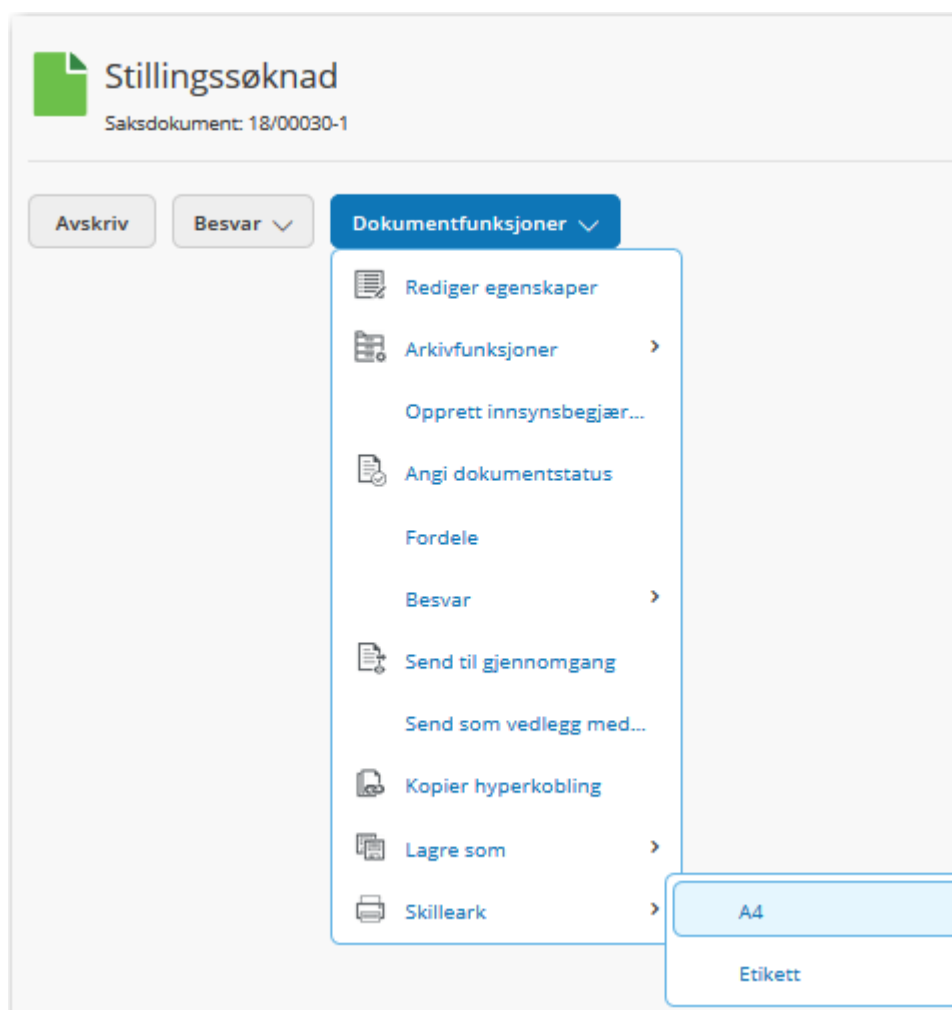 Stillingssøknad
Saksdokument: 18/00030-1
Avskriv Besvar Dokumentfunksjoner
Rediger egenskaper
Arkivfunksjoner
Opprett innsynsbegjær...
Angi dokumentstatus
Fordele
Besvar
Send til gjennomgang
Send som vedlegg med...
Kopier hyperkobling
Lagre som
Skilleark
A4
Etikett